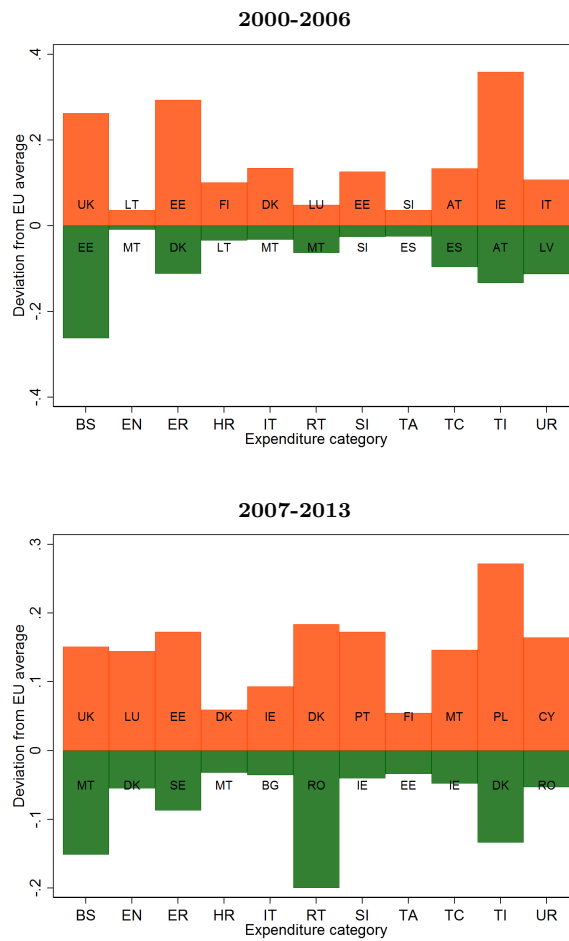 2000-2006
Deviation from EU average
.4
.2
0
-.2
-.4
UK LT EE FI DK LU EE SI AT IE IT
EE MT DK LT MT MT SI ES ES AT LV
BS EN ER HR IT RT SI TA TC TI UR
Expenditure category
2007-2013
Deviation from EU average
.3
.2
.1
0
-.1
-.2
UK LU EE DK IE DK PT FI MT PL CY
MT DK SE MT BG RO IE EE IE DK RO
BS EN ER HR IT RT SI TA TC TI UR
Expenditure category